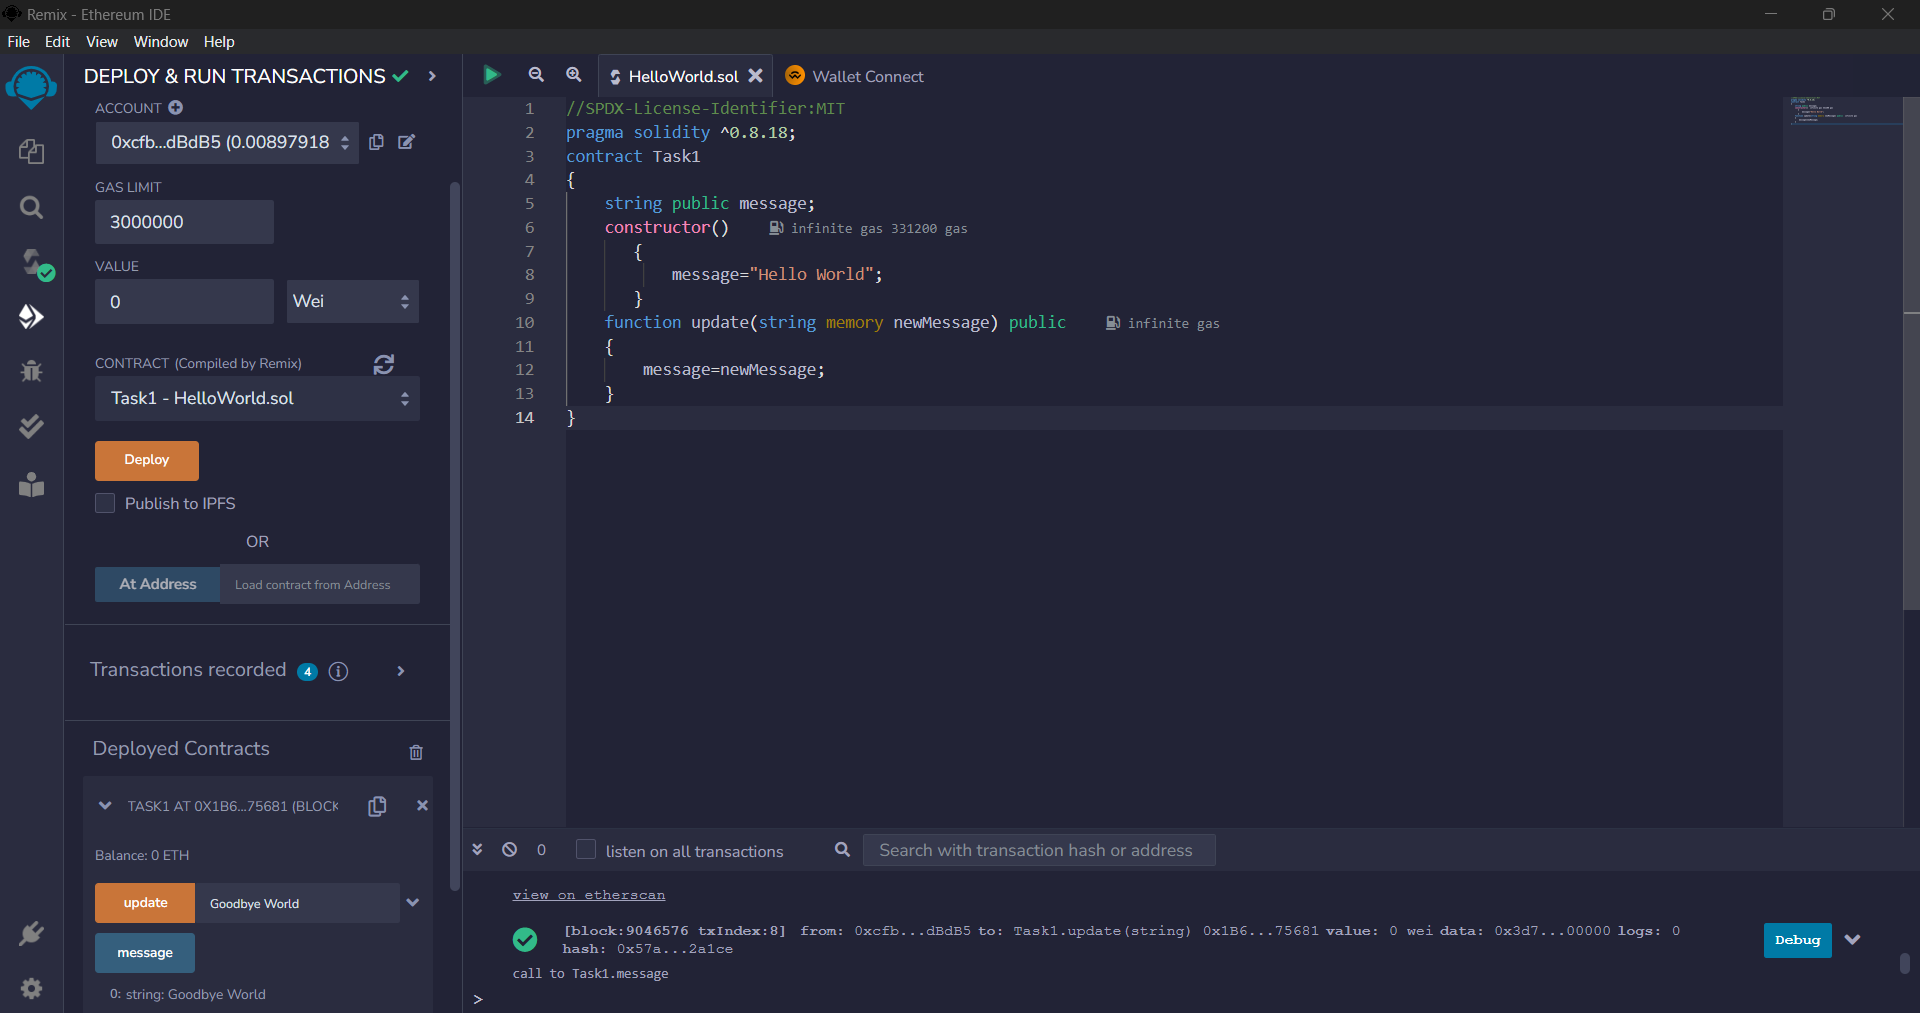 Remix - Ethereum IDE
File Edit View Window Help
DEPLOY & RUN TRANSACTIONS
ACCOUNT
0xcfb...dBdB5 (0.00897918
GAS LIMIT
3000000
VALUE
0 Wei
CONTRACT (Compiled by Remix)
Task1 - HelloWorld.sol
Deploy
Publish to IPFS
OR
At Address Load contract from Address
Transactions recorded 4 i
Deployed Contracts
TASK1 AT 0X1B6...75681 (BLOCK
Balance: 0 ETH
update Goodbye World
message
0: string: Goodbye World
HelloWorld.sol Wallet Connect
1 //SPDX-License-Identifier:MIT
2 pragma solidity ^0.8.18;
3 contract Task1
4 {
5 string public message;
6 constructor() infinite gas 331200 gas
7 {
8 message="Hello World";
9 }
10 function update(string memory newMessage) public infinite gas
11 {
12 message=newMessage;
13 }
14 }
0 listen on all transactions Search with transaction hash or address
view on etherscan
[block:9046576 txIndex:8] from: 0xcfb...dBdB5 to: Task1.update(string) 0x1B6...75681 value: 0 wei data: 0x3d7...00000 logs: 0
hash: 0x57a...2a1ce
Debug
call to Task1.message
>